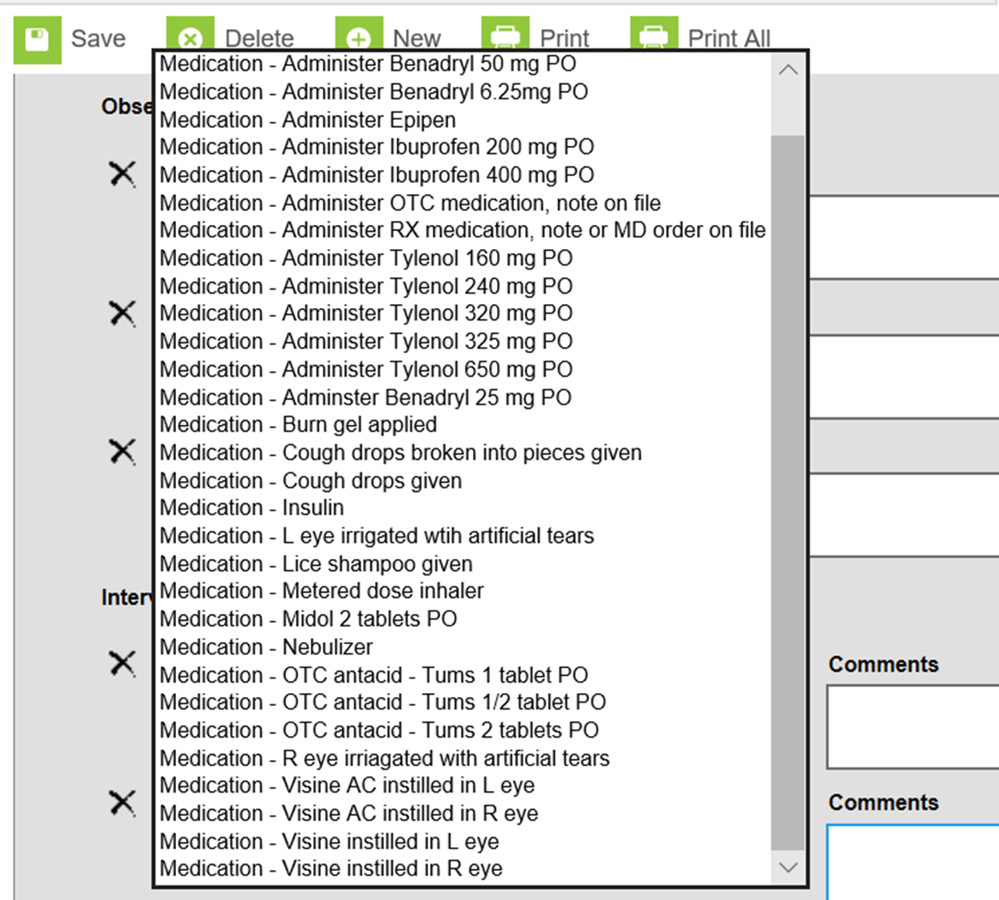 Save Delete New Print Print All
Medication - Administer Benadryl 50 mg PO
Medication - Administer Benadryl 6.25mg PO
Obse
Medication - Administer Epipen
Medication - Administer Ibuprofen 200 mg PO
Medication - Administer Ibuprofen 400 mg PO
Medication - Administer OTC medication, note on file
Medication - Administer RX medication, note or MD order on file
Medication - Administer Tylenol 160 mg PO
Medication - Administer Tylenol 240 mg PO
Medication - Administer Tylenol 320 mg PO
Medication - Administer Tylenol 325 mg PO
Medication - Administer Tylenol 650 mg PO
Medication - Adminster Benadryl 25 mg PO
Medication - Burn gel applied
Medication - Cough drops broken into pieces given
Medication - Cough drops given
Medication - Insulin
Medication - L eye irrigated wtih artificial tears
Medication - Lice shampoo given
Medication - Metered dose inhaler
Interv
Medication - Midol 2 tablets PO
Medication - Nebulizer
Comments
Medication - OTC antacid - Tums 1 tablet PO
Medication - OTC antacid - Tums 1/2 tablet PO
Medication - OTC antacid - Tums 2 tablets PO
Medication - R eye irriagated with artificial tears
Medication - Visine AC instilled in L eye
Comments
Medication - Visine AC instilled in R eye
Medication - Visine instilled in L eye
Medication - Visine instilled in R eye